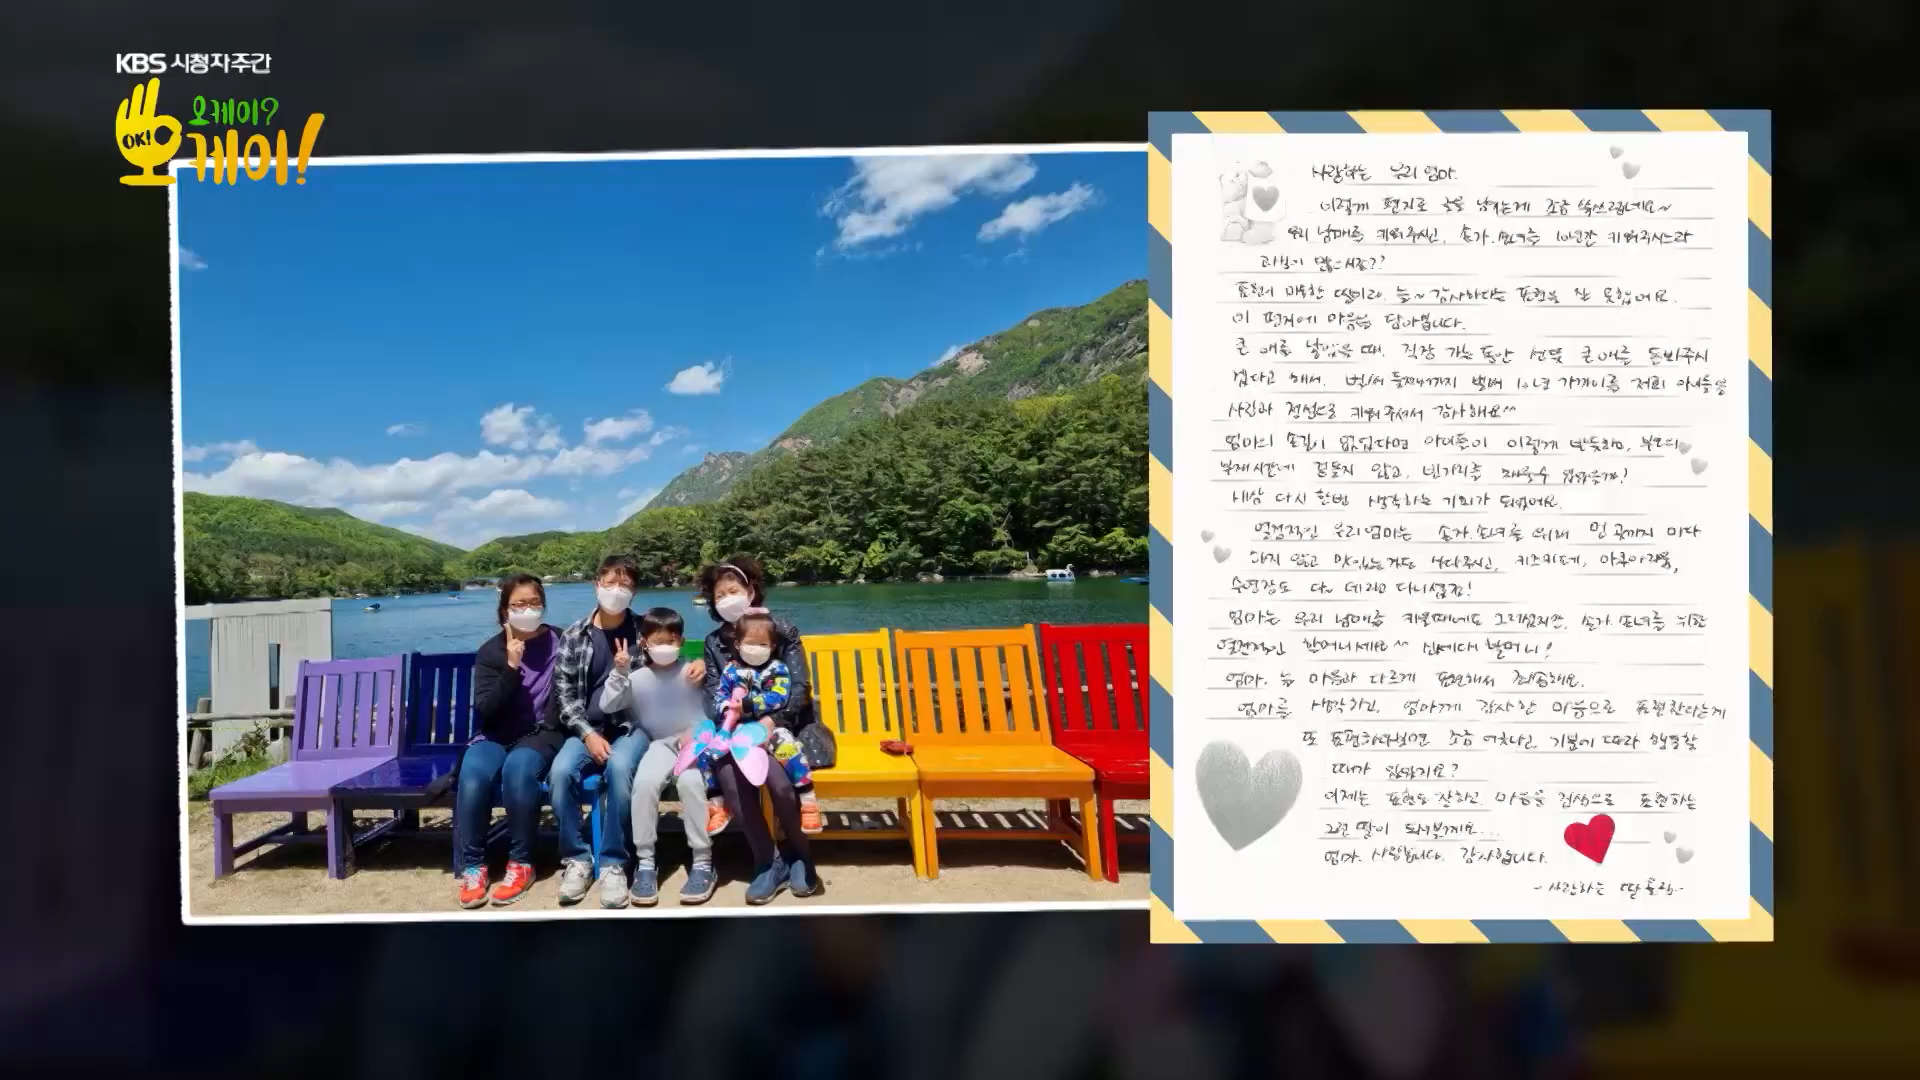 KBS 시청자주간
오케이?
OK!
오케이!
사랑하는 우리 엄마.
이렇게 편지로 글을 남기는게 조금 쑥쓰럽네요~
우리 남매를 키워주시고, 손자.손녀를 10년간 키워주시느라
고생이 많으시죠??
표현이 미숙한 딸이라, 늘~ 감사하다는 표현을 잘 못했어요.
이 편지에 마음을 담아봅니다.
큰 애를 낳았을 때, 직장 가는 동안 선뜻 큰애를 돌봐주시
겠다고 해서, 벌써 둘째까지 벌써 10년 가까이를 저희 아이들을
사랑과 정성으로 키워주셔서 감사해요^^
엄마의 손길이 없었다면 아이들이 이렇게 반듯하고, 부모의
부재시간에 겉돌지 않고, 빈자리를 채울수 있었을까?
새삼 다시 한번 생각하는 기회가 되었어요.
열정적인 우리엄마는 손자.손녀를 위해 먼 곳까지 마다
하지 않고 맛있는거도 사다주시고, 키즈카페, 아쿠아리움,
수영장도 다~ 데리고 다니셨죠!
엄마는 우리 남매를 키울때에도 그러셨지만, 손자.손녀를 위한
열정적인 할머니세요^^ 신세대 할머니!
엄마, 늘 마음과 다르게 표현해서 죄송해요.
엄마를 생각하고, 엄마에게 감사한 마음으로 표현한다는게
또 표현하다보면 조금 어긋나고, 기분에 따라 행동할
때가 있었지요?
이제는 표현도 잘하고, 마음을 진심으로 표현하는
그런 딸이 되어볼게요...
엄마. 사랑합니다. 감사합니다.
-사랑하는 딸